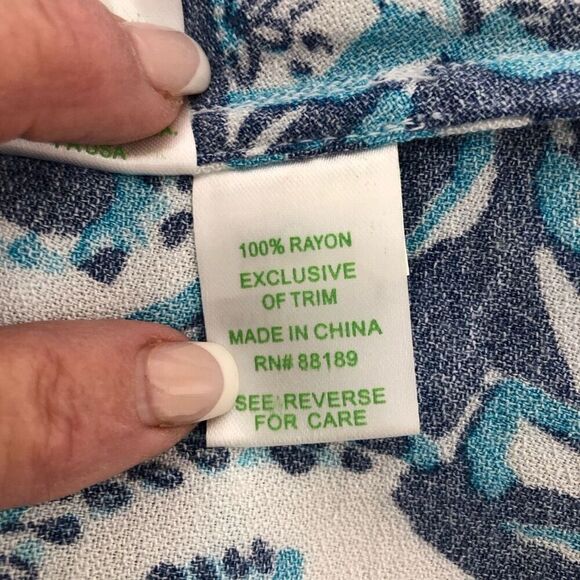 100% RAYON
EXCLUSIVE
OF TRIM
MADE IN CHINA
RN# 88189
SEE REVERSE
FOR CARE